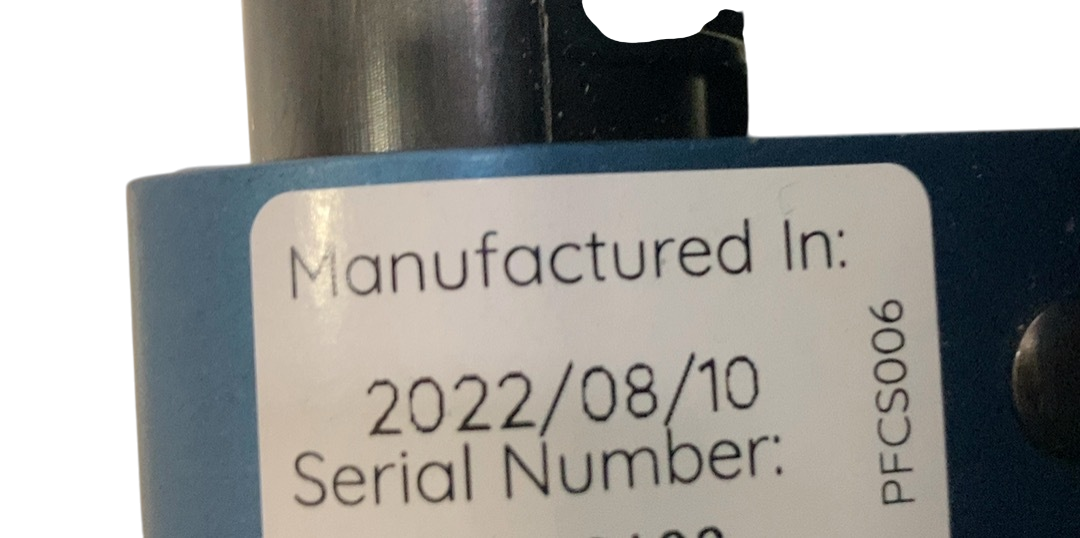 Manufactured In:
2022/08/10
Serial Number:
PFCS006